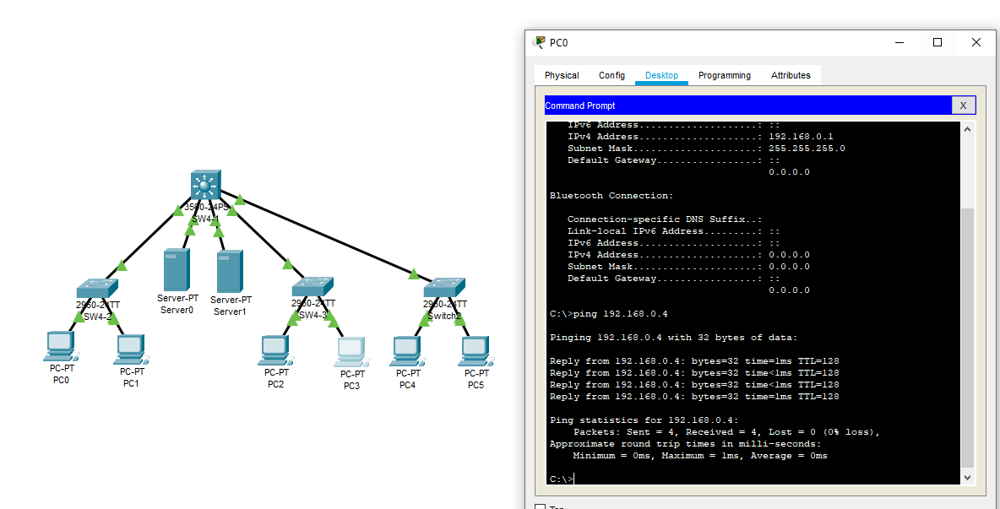 3560-24PS
SW4-1
Server-PT
Server0
Server-PT
Server1
2960-24TT
SW4-2
2960-24TT
SW4-3
2960-24TT
Switch2
PC-PT
PC0
PC-PT
PC1
PC-PT
PC2
PC-PT
PC3
PC-PT
PC4
PC-PT
PC5
PC0
Physical Config Desktop Programming Attributes
Command Prompt X
IPv6 Address....................: ::
IPv4 Address....................: 192.168.0.1
Subnet Mask.....................: 255.255.255.0
Default Gateway.................: ::
0.0.0.0
Bluetooth Connection:
Connection-specific DNS Suffix..:
Link-local IPv6 Address.........: ::
IPv6 Address....................: ::
IPv4 Address....................: 0.0.0.0
Subnet Mask.....................: 0.0.0.0
Default Gateway.................: ::
0.0.0.0
C:\>ping 192.168.0.4
Pinging 192.168.0.4 with 32 bytes of data:
Reply from 192.168.0.4: bytes=32 time=1ms TTL=128
Reply from 192.168.0.4: bytes=32 time<1ms TTL=128
Reply from 192.168.0.4: bytes=32 time<1ms TTL=128
Reply from 192.168.0.4: bytes=32 time<1ms TTL=128
Ping statistics for 192.168.0.4:
Packets: Sent = 4, Received = 4, Lost = 0 (0% loss),
Approximate round trip times in milli-seconds:
Minimum = 0ms, Maximum = 1ms, Average = 0ms
C:\>
Top